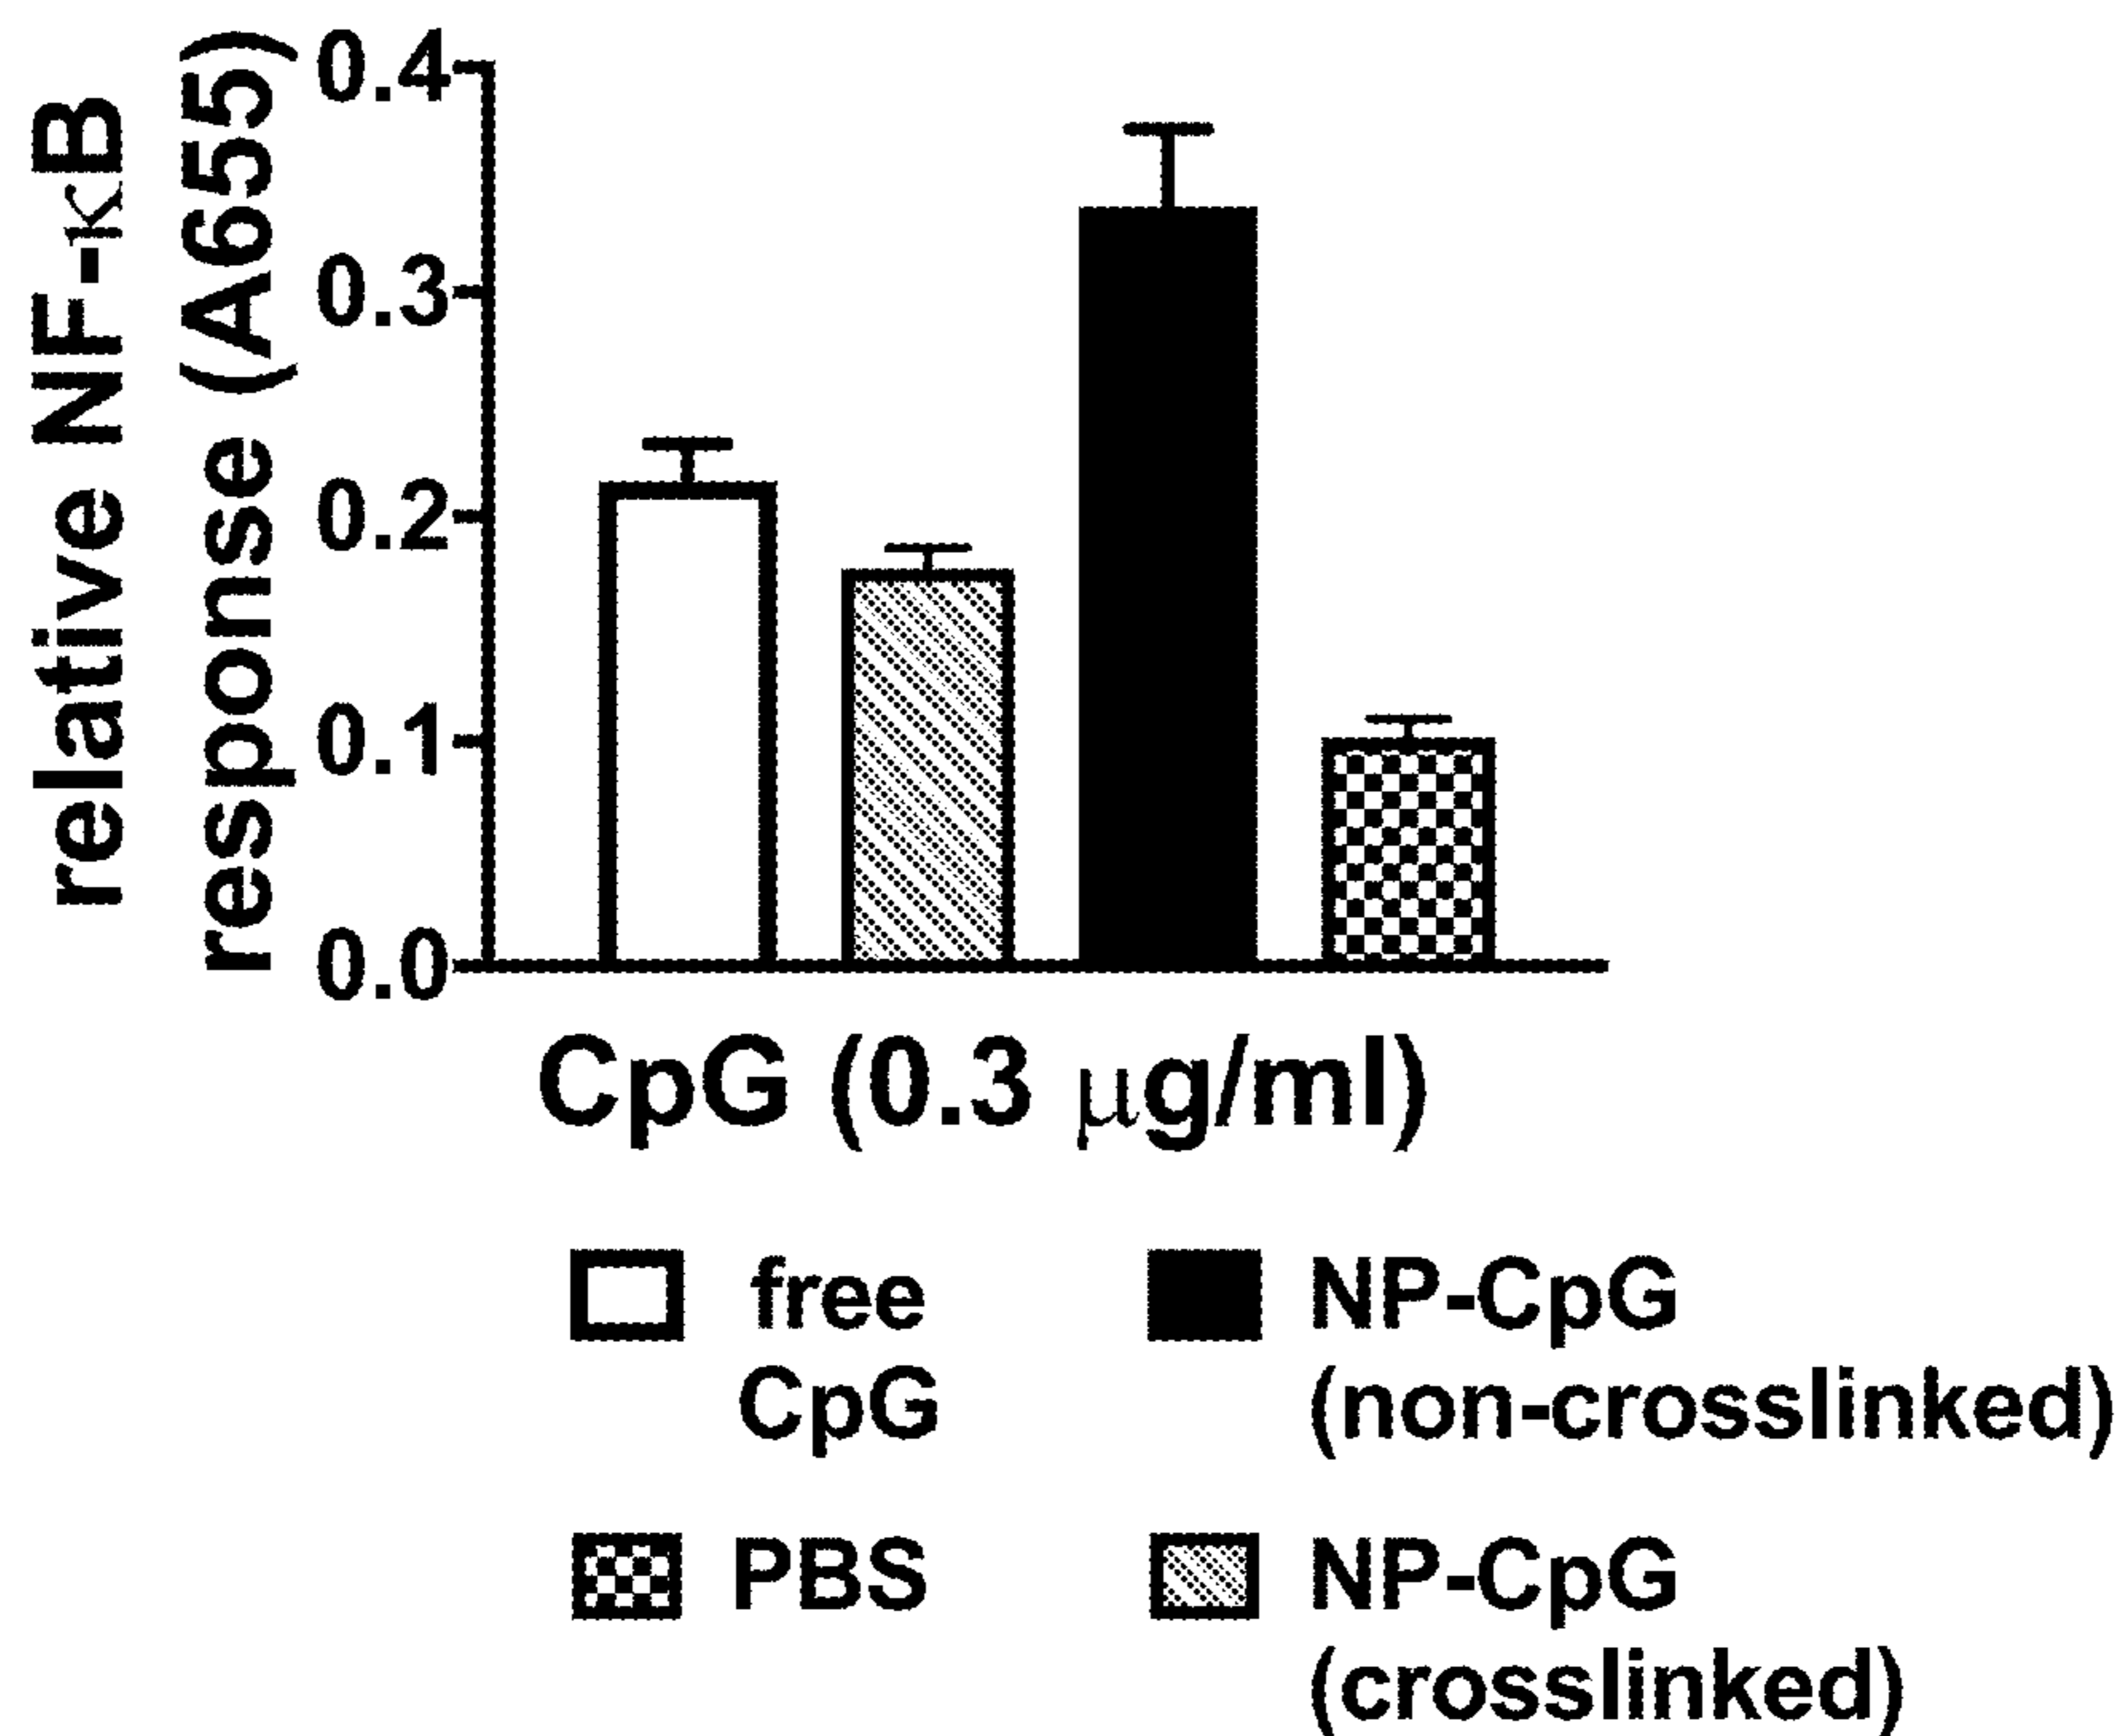 relative NF-κB
response (A655)
0.4
0.3
0.2
0.1
0.0
CpG (0.3 μg/ml)
free
CpG
NP-CpG
(non-crosslinked)
PBS
NP-CpG
(crosslinked)